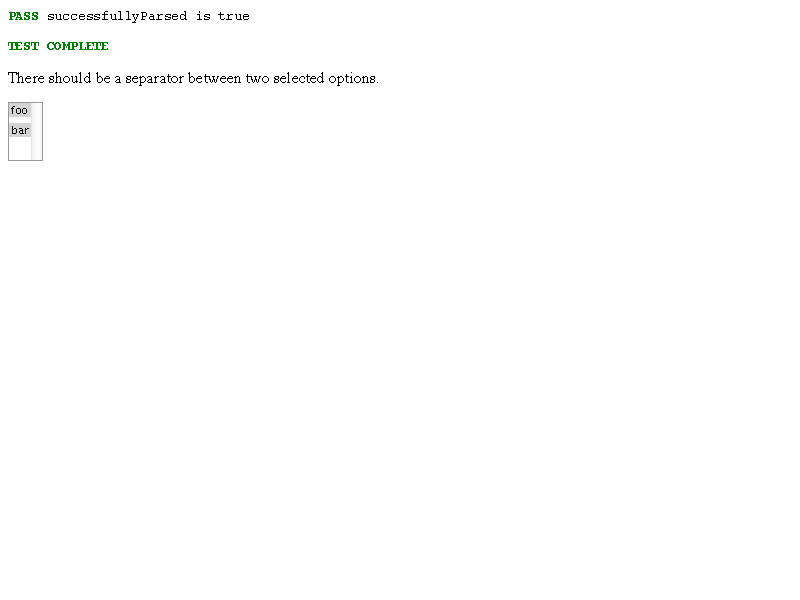 PASS successfullyParsed is true
TEST COMPLETE
There should be a separator between two selected options.
foo
bar